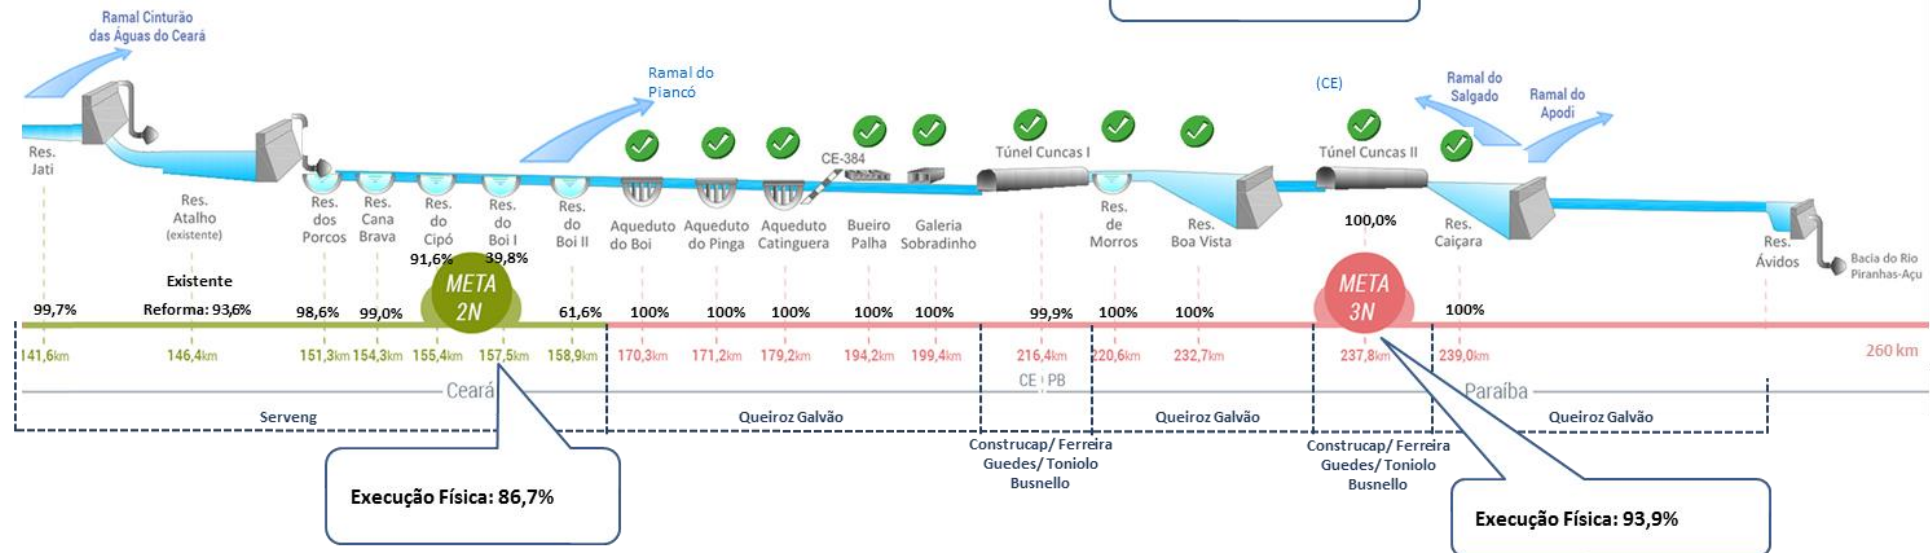 Ramal Cinturão
das Águas do Ceará
Ramal do
Piancó
(CE)
Ramal do
Salgado
Ramal do
Apodi
Res.
Jati
Res.
Atalho
(existente)
Res.
dos
Porcos
Res.
Cana
Brava
Res.
do
Cipó
Res.
do
Boi I
Res.
do
Boi II
Aqueduto
do Boi
Aqueduto
do Pinga
Aqueduto
Catinguera
CE-384
Bueiro
Palha
Galeria
Sobradinho
Túnel Cuncas I
Res.
de
Morros
Res.
Boa Vista
Túnel Cuncas II
100,0%
Res.
Caiçara
Res.
Ávidos
Bacia do Rio
Piranhas-Açu
91,6%
39,8%
Existente
META
2N
META
3N
99,7%
Reforma: 93,6%
98,6%
99,0%
61,6%
100%
100%
100%
100%
100%
99,9%
100%
100%
100%
141,6km
146,4km
151,3km
154,3km
155,4km
157,5km
158,9km
170,3km
171,2km
179,2km
194,2km
199,4km
216,4km
220,6km
232,7km
237,8km
239,0km
260 km
Ceará
CE PB
Paraíba
Serveng
Queiroz Galvão
Construcap/ Ferreira
Guedes/ Toniolo
Busnello
Queiroz Galvão
Construcap/ Ferreira
Guedes/ Toniolo
Busnello
Queiroz Galvão
Execução Física: 86,7%
Execução Física: 93,9%